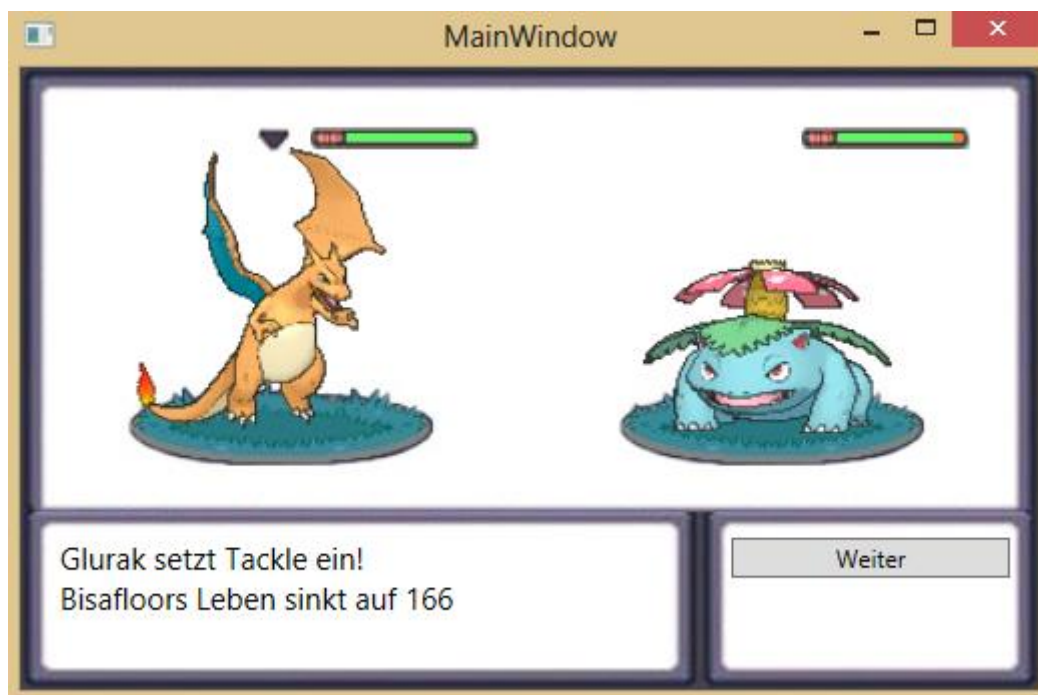 MainWindow
Glurak setzt Tackle ein!
Bisafloors Leben sinkt auf 166
Weiter